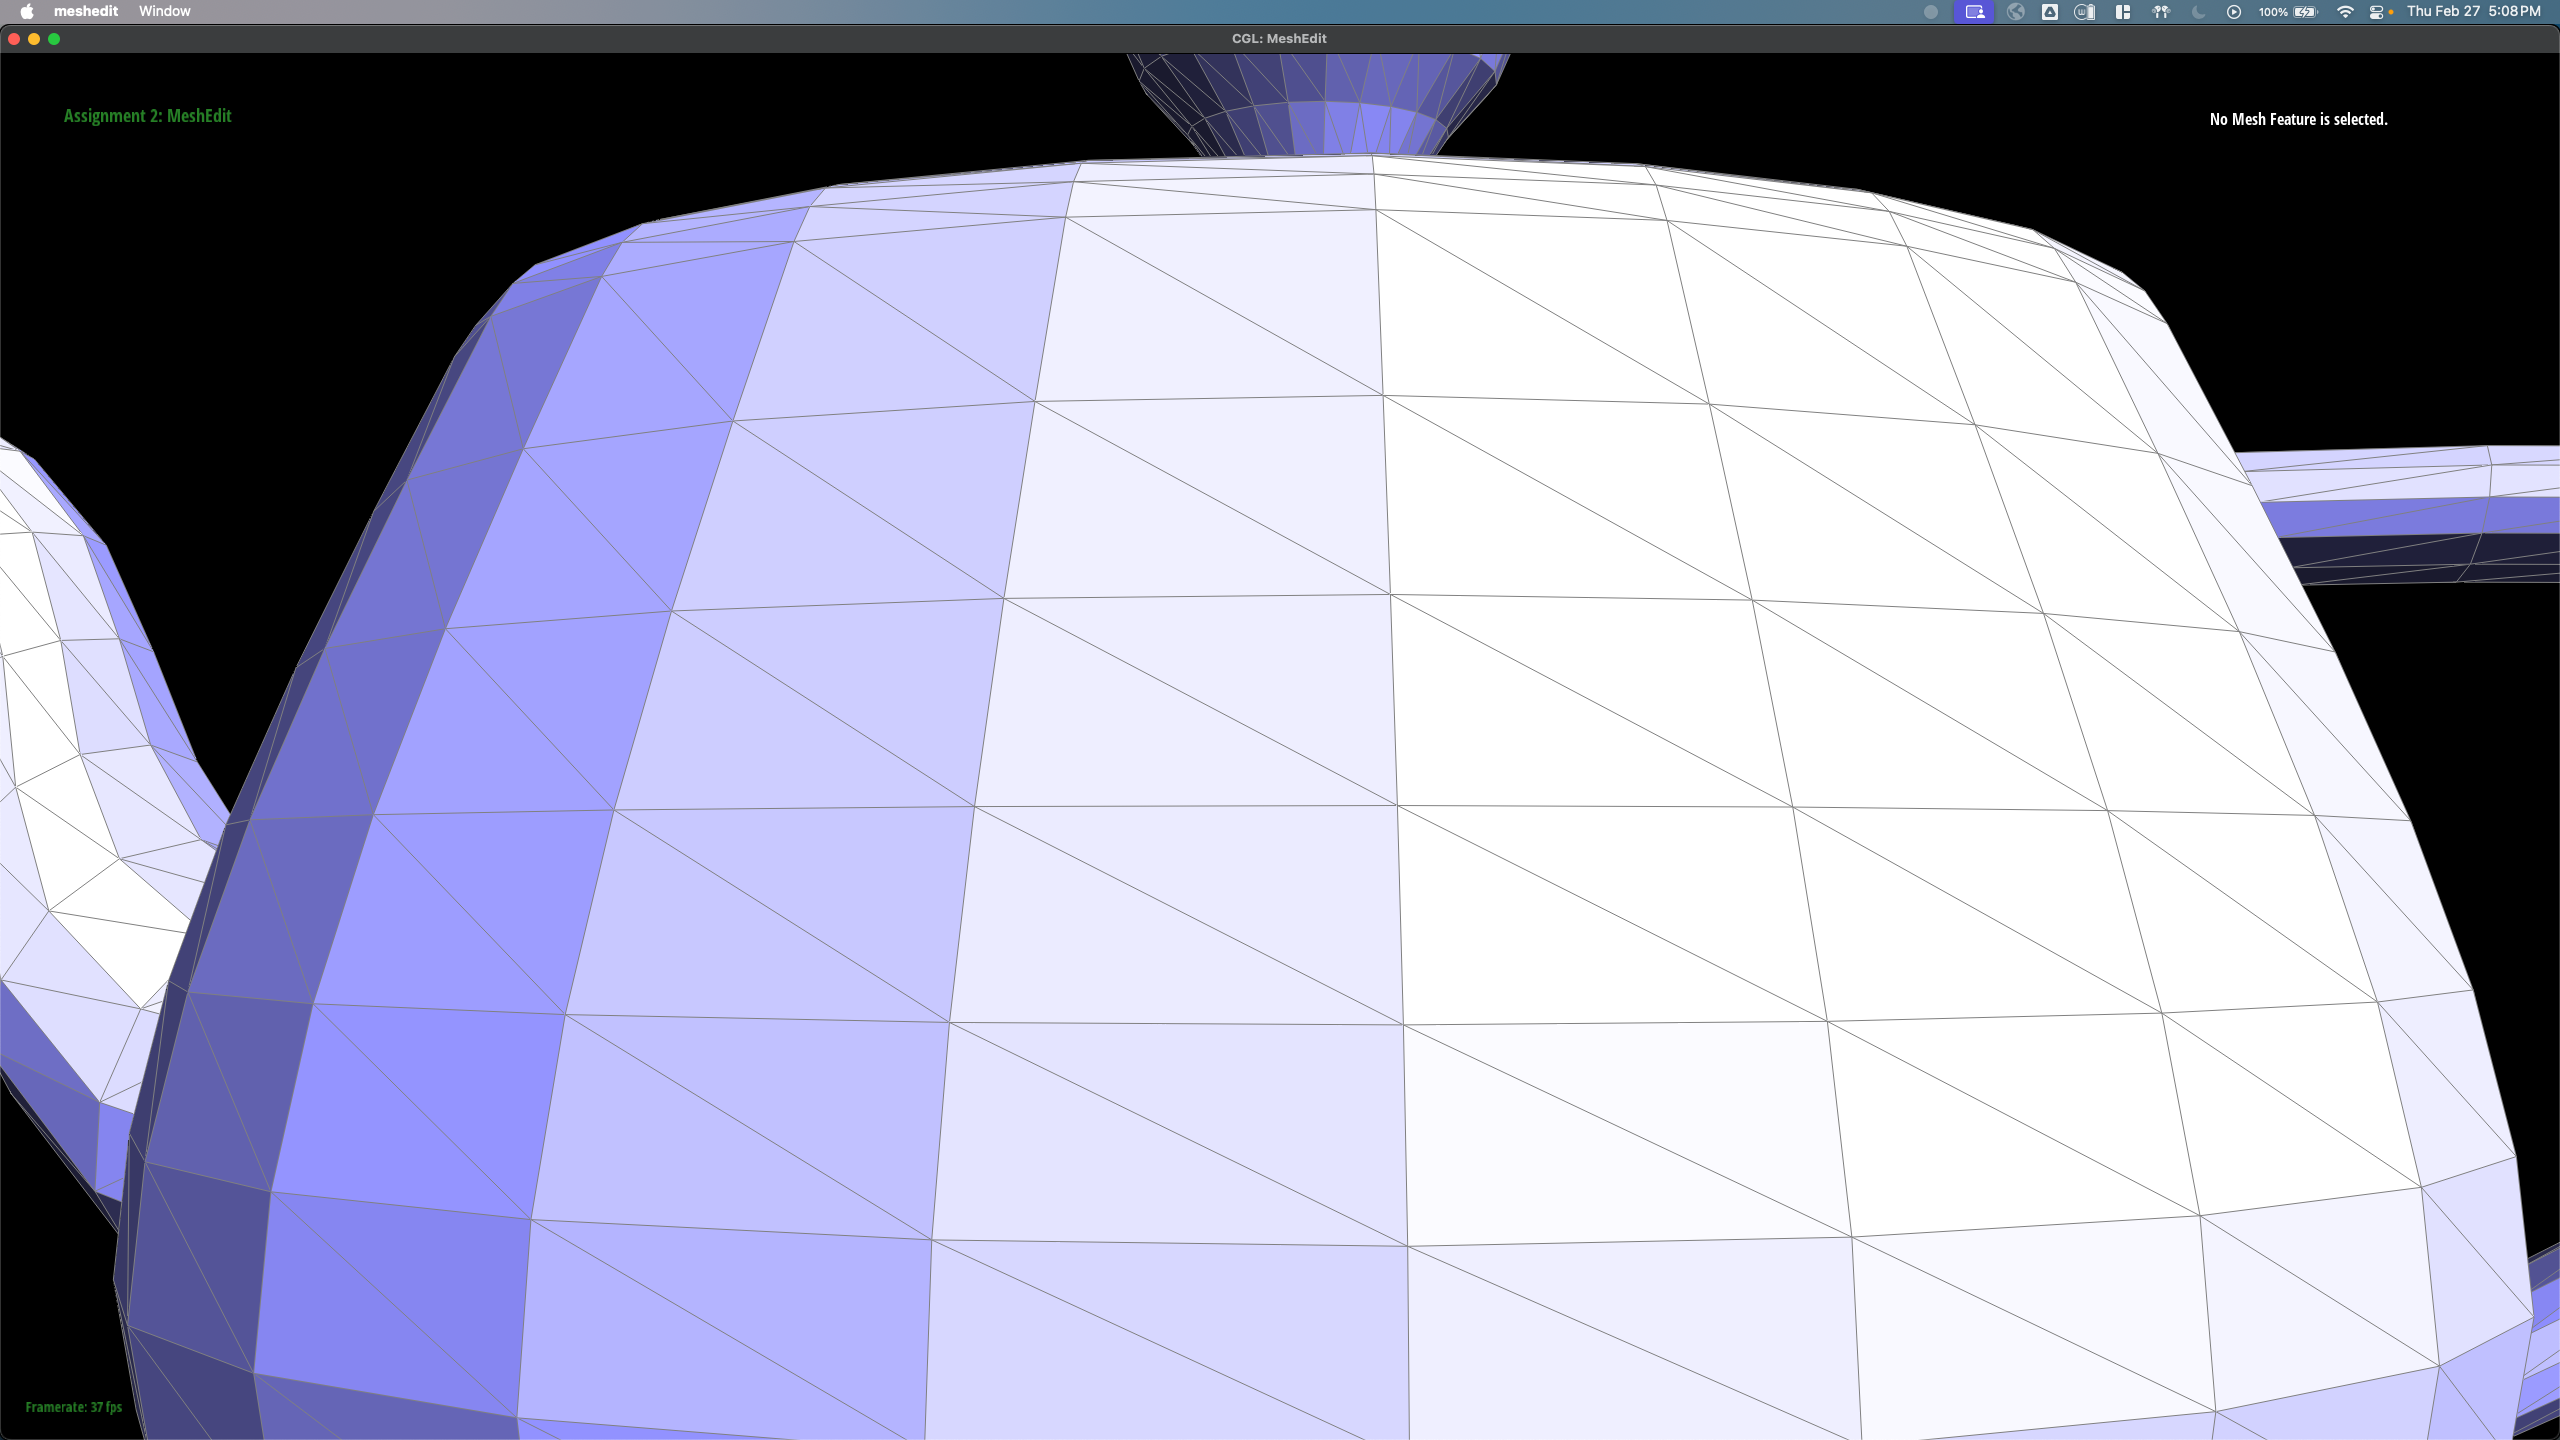 meshedit Window 100% Thu Feb 27 5:08 PM
CGL: MeshEdit
Assignment 2: MeshEdit
No Mesh Feature is selected.
Framerate: 37 fps